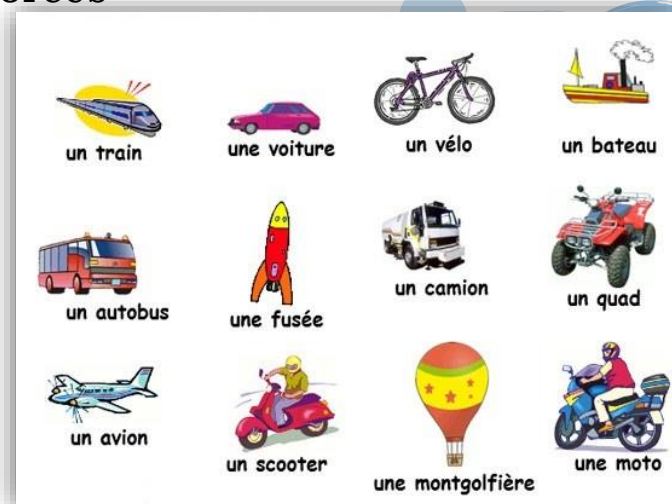 un train
une voiture
un vélo
un bateau
un autobus
une fusée
un camion
un quad
un avion
un scooter
une montgolfière
une moto